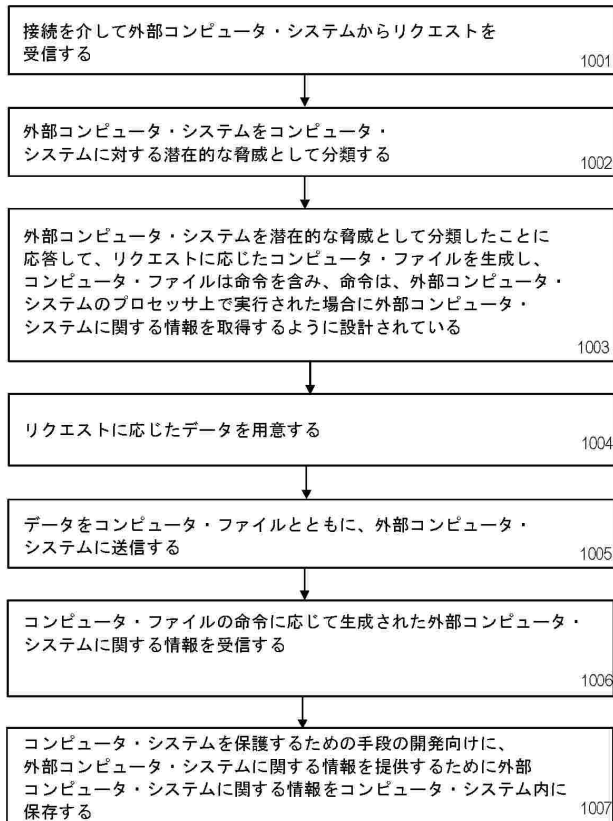 接続を介して外部コンピュータ・システムからリクエストを
受信する
1001
外部コンピュータ・システムをコンピュータ・
システムに対する潜在的な脅威として分類する
1002
外部コンピュータ・システムを潜在的な脅威として分類したことに
応答して、リクエストに応じたコンピュータ・ファイルを生成し、
コンピュータ・ファイルは命令を含み、命令は、外部コンピュータ・
システムのプロセッサ上で実行された場合に外部コンピュータ・
システムに関する情報を取得するように設計されている
1003
リクエストに応じたデータを用意する
1004
データをコンピュータ・ファイルとともに、外部コンピュータ・
システムに送信する
1005
コンピュータ・ファイルの命令に応じて生成された外部コンピュータ・
システムに関する情報を受信する
1006
コンピュータ・システムを保護するための手段の開発向けに、
外部コンピュータ・システムに関する情報を提供するために外部
コンピュータ・システムに関する情報をコンピュータ・システム内に
保存する
1007